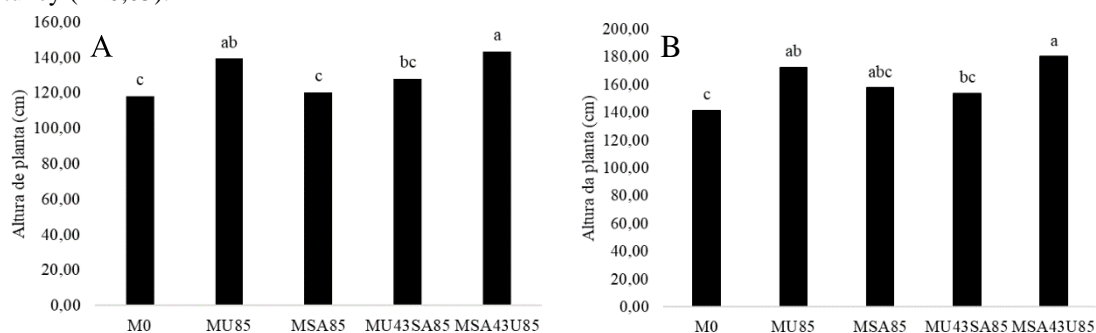 A
Altura de planta (cm)
160,00
140,00
120,00
100,00
80,00
60,00
40,00
20,00
0,00
c
ab
c
bc
a
M0 MU85 MSA85 MU43SA85 MSA43U85
B
Altura da planta (cm)
200,00
180,00
160,00
140,00
120,00
100,00
80,00
60,00
40,00
20,00
0,00
c
ab
abc
bc
a
M0 MU85 MSA85 MU43SA85 MSA43U85